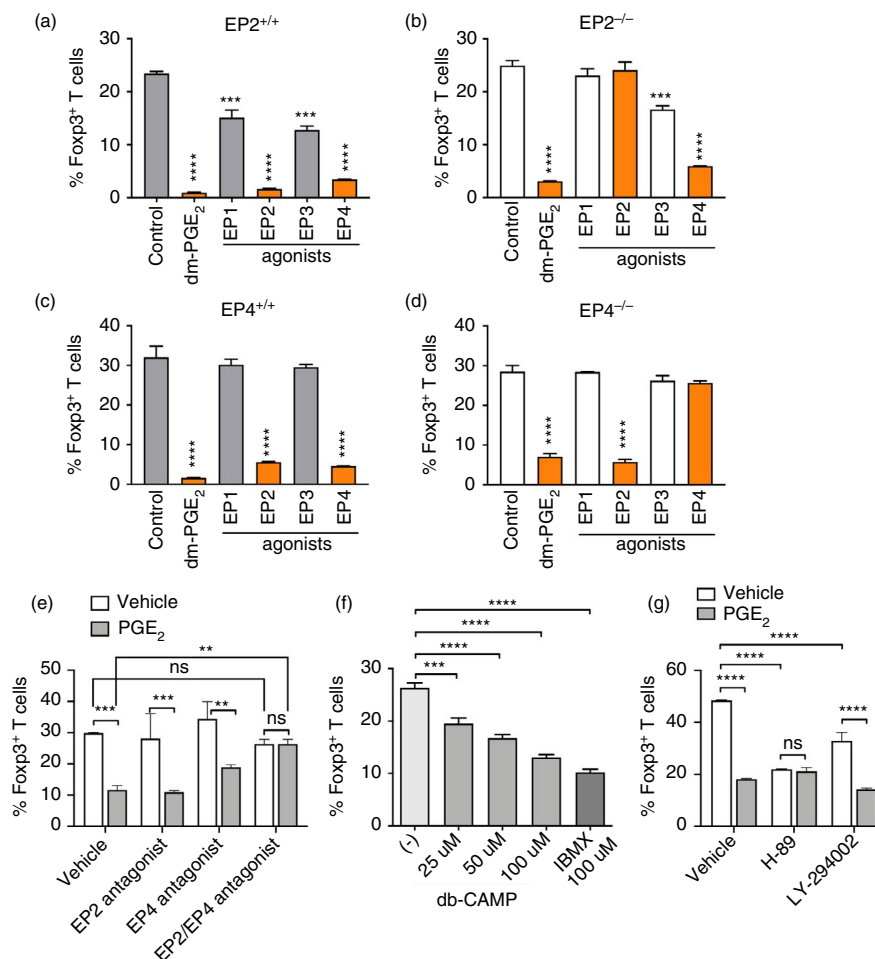 (a)
EP2+/+
% Foxp3+ T cells
30
20
10
0
****
***
****
***
****
Control
dm-PGE2
EP1
EP2
EP3
EP4
agonists
(b)
EP2–/–
% Foxp3+ T cells
30
20
10
0
****
***
****
Control
dm-PGE2
EP1
EP2
EP3
EP4
agonists
(c)
EP4+/+
% Foxp3+ T cells
40
30
20
10
0
****
****
****
Control
dm-PGE2
EP1
EP2
EP3
EP4
agonists
(d)
EP4–/–
% Foxp3+ T cells
40
30
20
10
0
****
****
Control
dm-PGE2
EP1
EP2
EP3
EP4
agonists
(e)
Vehicle
PGE2
% Foxp3+ T cells
50
40
30
20
10
0
**
ns
***
***
**
ns
Vehicle
EP2 antagonist
EP4 antagonist
EP2/EP4 antagonist
(f)
% Foxp3+ T cells
30
20
10
0
****
****
****
***
(-)
25 uM
50 uM
100 uM
IBMX
100 uM
db-CAMP
(g)
Vehicle
PGE2
% Foxp3+ T cells
60
40
20
0
****
****
****
ns
****
Vehicle
H-89
LY-294002